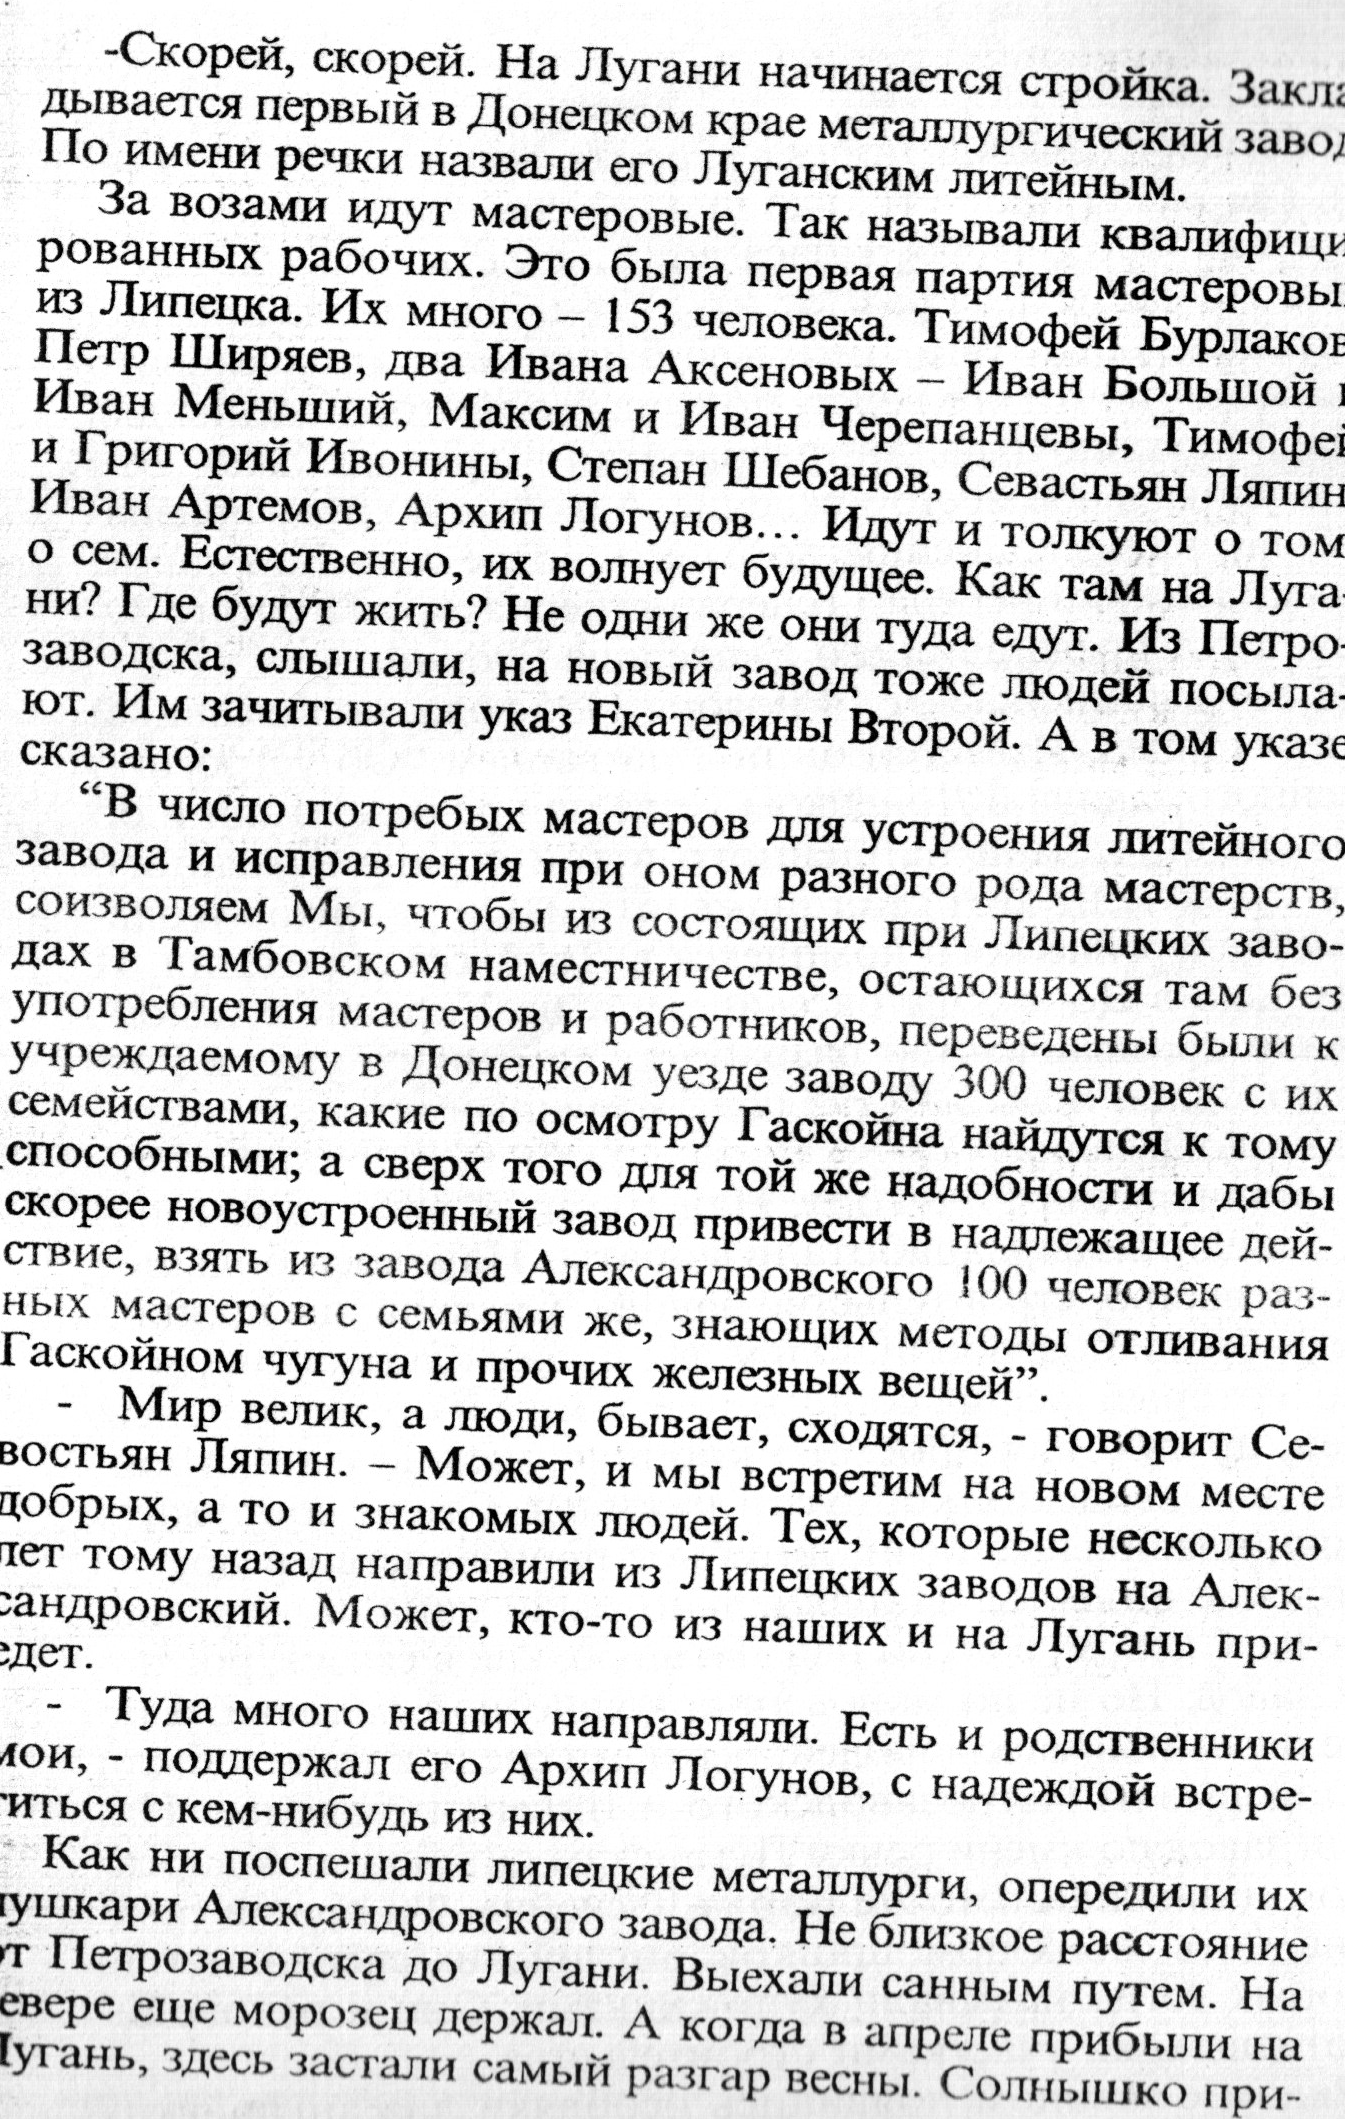 -Скорей, скорей. На Лугани начинается стройка. Закла
дывается первый в Донецком крае металлургический завод
По имени речки назвали его Луганским литейным.
За возами идут мастеровые. Так называли квалифици
рованных рабочих. Это была первая партия мастеровы
из Липецка. Их много – 153 человека. Тимофей Бурлаков
Петр Ширяев, два Ивана Аксеновых – Иван Большой
Иван Меньший, Максим и Иван Черепанцевы, Тимофей
и Григорий Ивонины, Степан Шебанов, Севастьян Ляпин
Иван Артемов, Архип Логунов... Идут и толкуют о том
о сем. Естественно, их волнует будущее. Как там на Луга-
ни? Где будут жить? Не одни же они туда едут. Из Петро-
заводска, слышали, на новый завод тоже людей посыла-
ют. Им зачитывали указ Екатерины Второй. А в том указе
сказано:
“В число потребых мастеров для устроения литейного
завода и исправления при оном разного рода мастерств,
соизволяем Мы, чтобы из состоящих при Липецких заво-
дах в Тамбовском наместничестве, остающихся там без
употребления мастеров и работников, переведены были к
учреждаемому в Донецком уезде заводу 300 человек с их
семействами, какие по осмотру Гаскойна найдутся к тому
способными; а сверх того для той же надобности и дабы
скорее новоустроенный завод привести в надлежащее дей-
ствие, взять из завода Александровского 100 человек раз-
ных мастеров с семьями же, знающих методы отливания
Гаскойном чугуна и прочих железных вещей”.
- Мир велик, а люди, бывает, сходятся, - говорит Се-
востьян Ляпин. – Может, и мы встретим на новом месте
добрых, а то и знакомых людей. Тех, которые несколько
лет тому назад направили из Липецких заводов на Алек-
сандровский. Может, кто-то из наших и на Лугань при-
едет.
- Туда много наших направляли. Есть и родственники
мои, - поддержал его Архип Логунов, с надеждой встре-
титься с кем-нибудь из них.
Как ни поспешали липецкие металлурги, опередили их
пушкари Александровского завода. Не близкое расстояние
от Петрозаводска до Лугани. Выехали санным путем. На
евере еще морозец держал. А когда в апреле прибыли на
Лугань, здесь застали самый разгар весны. Солнышко при-